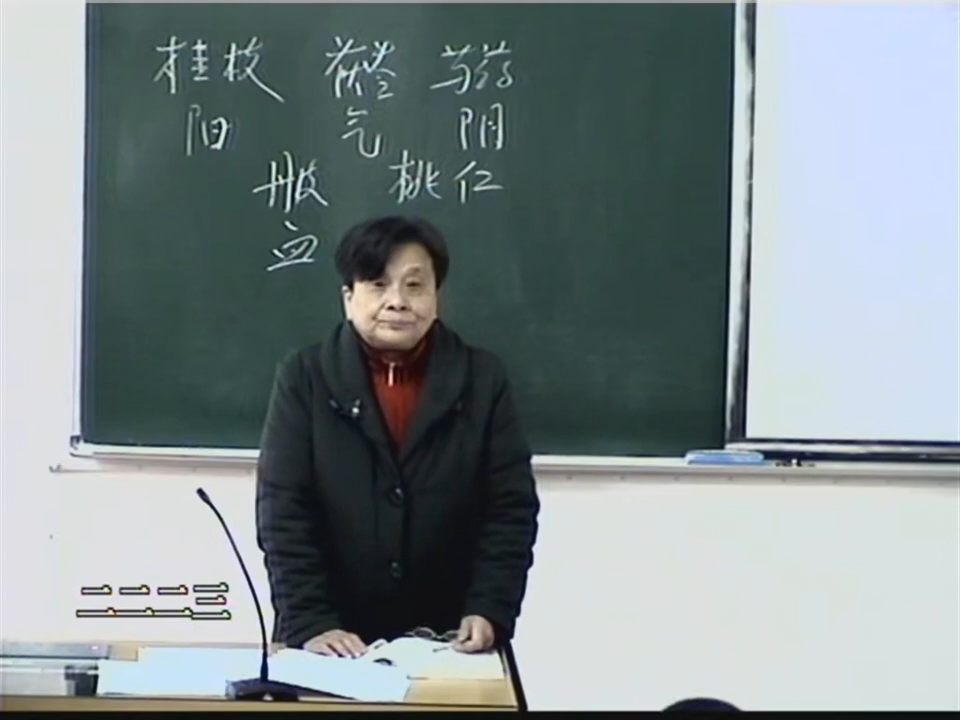 桂枝 茯苓 芍药
阳 气 阴
丹皮 桃仁
血